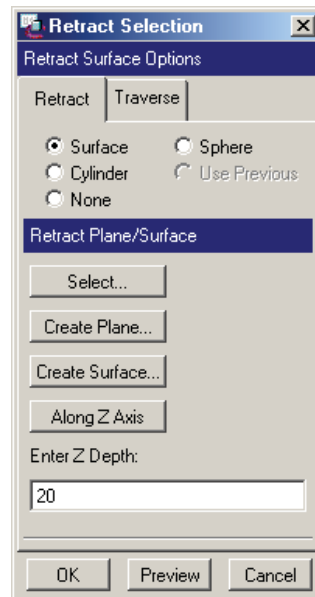 Retract Selection
Retract Surface Options
Retract Traverse
Surface Sphere
Cylinder Use Previous
None
Retract Plane/Surface
Select...
Create Plane...
Create Surface...
Along Z Axis
Enter Z Depth:
20
OK Preview Cancel